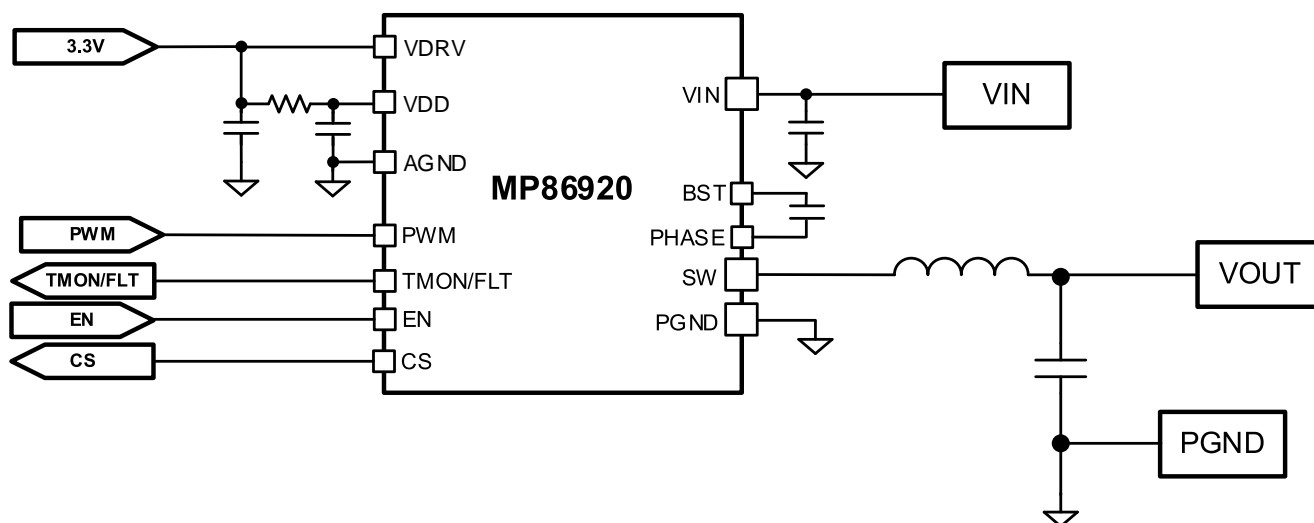 3.3V
VDRV
VDD
AGND
PWM
PWM
TMON/FLT
TMON/FLT
EN
EN
CS
CS
MP86920
VIN
VIN
BST
PHASE
SW
VOUT
PGND
PGND